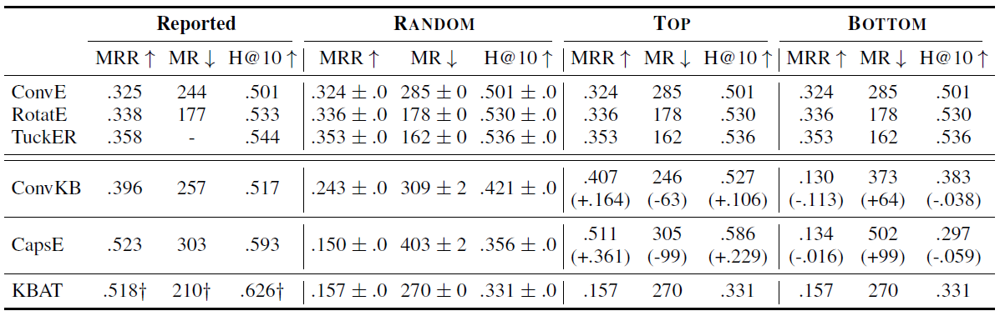 Reported RANDOM TOP BOTTOM
MRR ↑ MR ↓ H@10 ↑ MRR ↑ MR ↓ H@10 ↑ MRR ↑ MR ↓ H@10 ↑ MRR ↑ MR ↓ H@10 ↑
ConvE .325 244 .501 .324 ± .0 285 ± 0 .501 ± .0 .324 285 .501 .324 285 .501
RotatE .338 177 .533 .336 ± .0 178 ± 0 .530 ± .0 .336 178 .530 .336 178 .530
TuckER .358 - .544 .353 ± .0 162 ± 0 .536 ± .0 .353 162 .536 .353 162 .536
ConvKB .396 257 .517 .243 ± .0 309 ± 2 .421 ± .0 .407 246 .527 .130 373 .383
(+.164) (-63) (+.106) (-.113) (+64) (-.038)
CapsE .523 303 .593 .150 ± .0 403 ± 2 .356 ± .0 .511 305 .586 .134 502 .297
(+.361) (-99) (+.229) (-.016) (+99) (-.059)
KBAT .518† 210† .626† .157 ± .0 270 ± 0 .331 ± .0 .157 270 .331 .157 270 .331